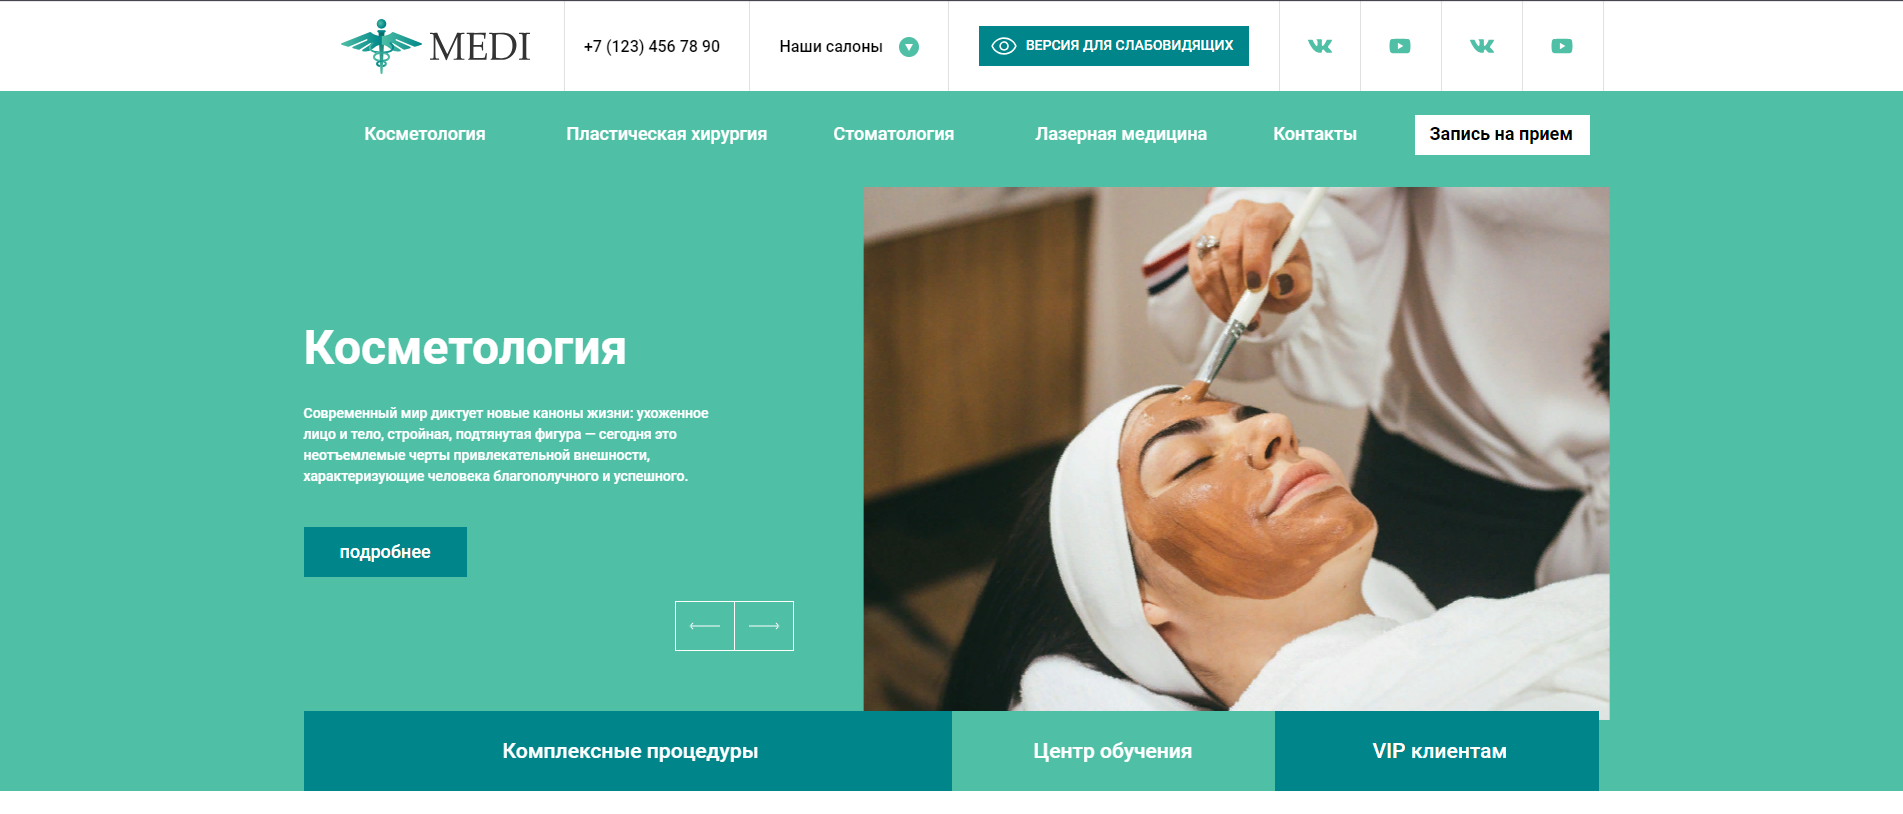 MEDI
+7 (123) 456 78 90
Наши салоны
ВЕРСИЯ ДЛЯ СЛАБОВИДЯЩИХ
Косметология
Пластическая хирургия
Стоматология
Лазерная медицина
Контакты
Запись на прием
Косметология
Современный мир диктует новые каноны жизни: ухоженное
лицо и тело, стройная, подтянутая фигура — сегодня это
неотъемлемые черты привлекательной внешности,
характеризующие человека благополучного и успешного.
подробнее
Комплексные процедуры
Центр обучения
VIP клиентам